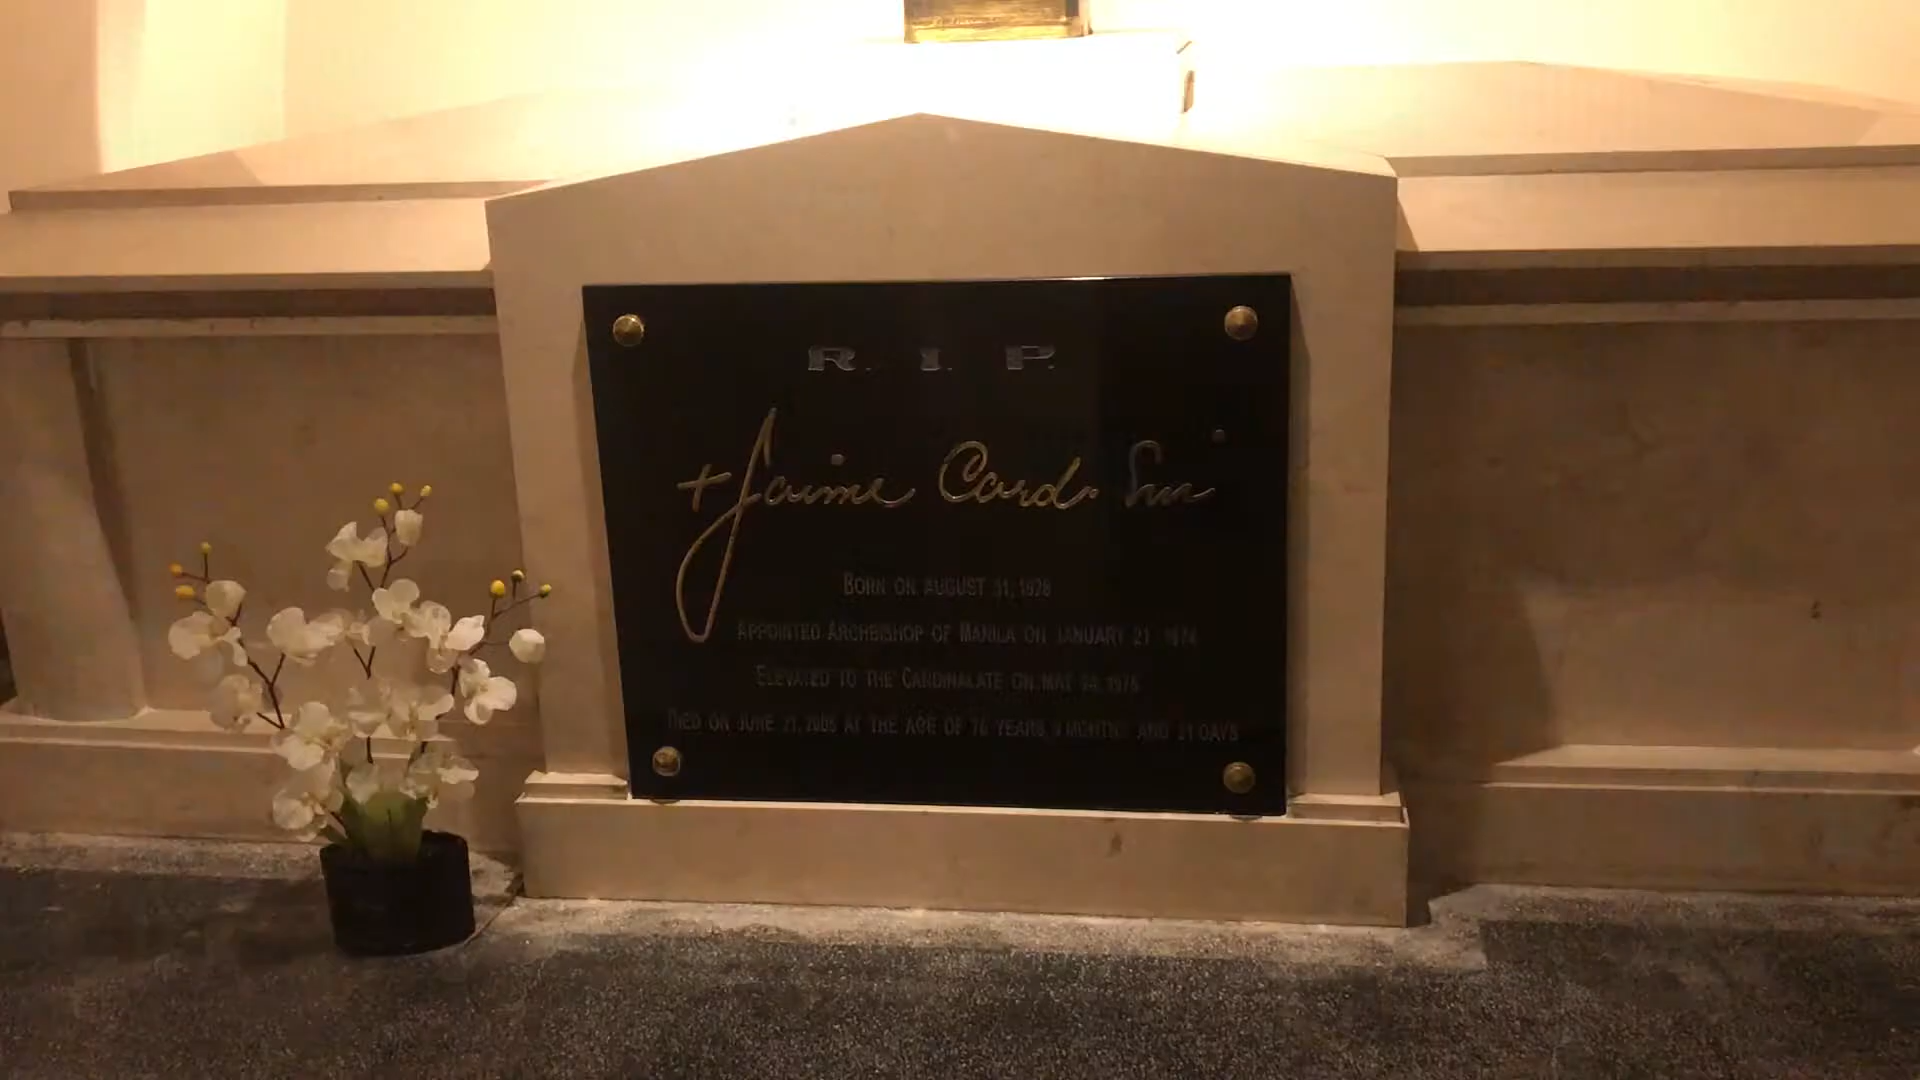 R. I. P.
+Jaime Card. Sin
BORN ON AUGUST 31, 1928
APPOINTED ARCHBISHOP OF MANILA ON JANUARY 21, 1974
ELEVATED TO THE CARDINALATE ON MAY 24, 1976
DIED ON JUNE 21, 2005 AT THE AGE OF 76 YEARS, 9 MONTHS AND 21 DAYS